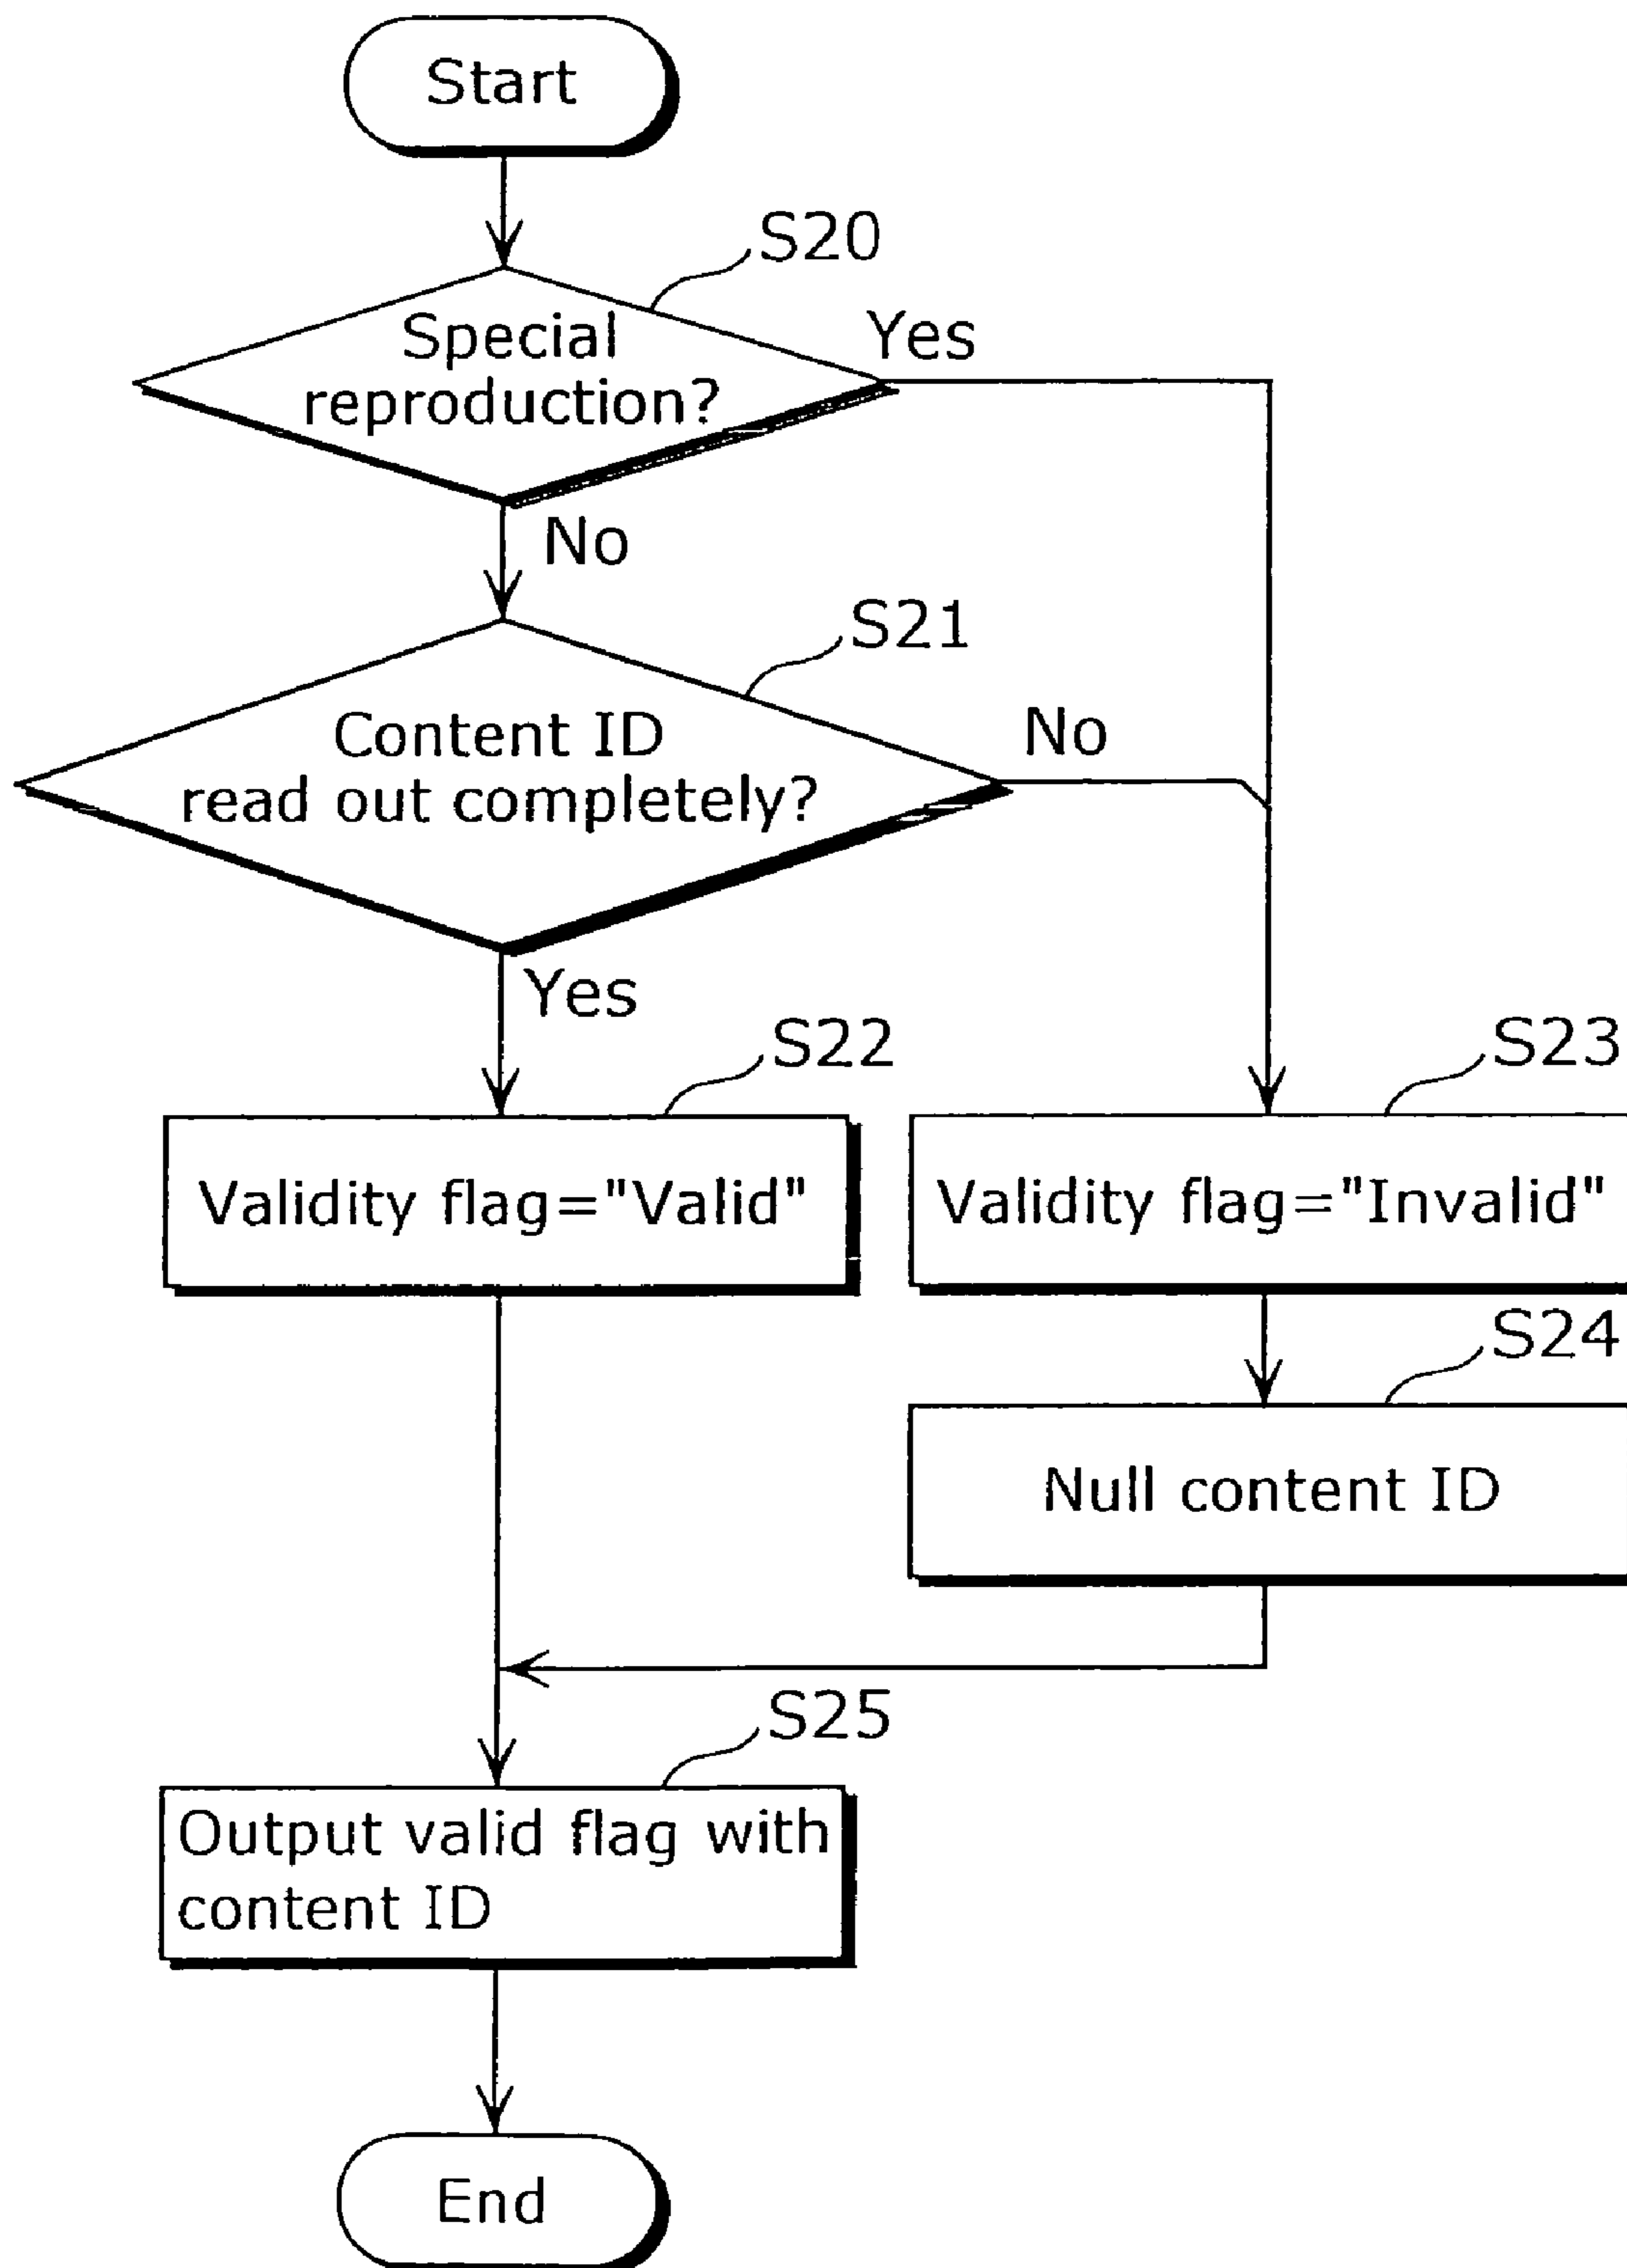 Start
S20
Special
reproduction?
Yes
No
S21
Content ID
read out completely?
No
Yes
S22
S23
Validity flag="Valid"
Validity flag="Invalid"
S24
Null content ID
S25
Output valid flag with
content ID
End